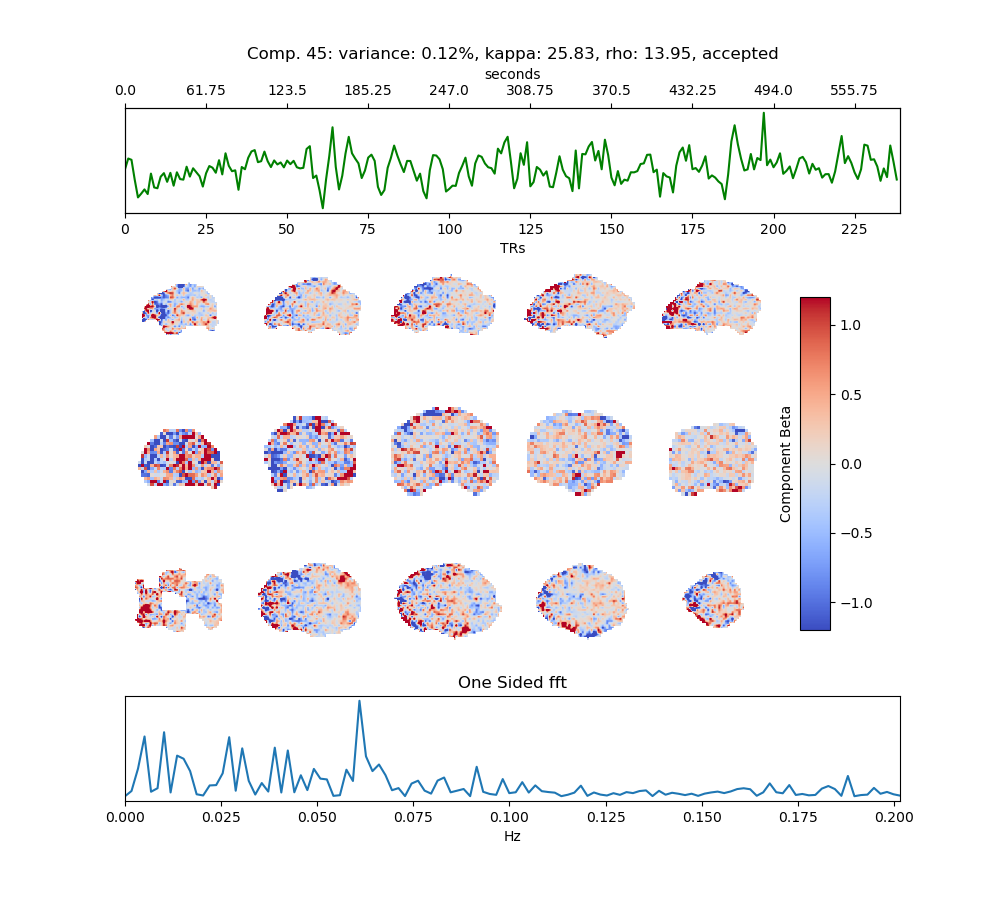 Comp. 45: variance: 0.12%, kappa: 25.83, rho: 13.95, accepted
seconds
0.0 61.75 123.5 185.25 247.0 308.75 370.5 432.25 494.0 555.75
0 25 50 75 100 125 150 175 200 225
TRs
1.0
0.5
0.0
−0.5
−1.0
Component Beta
One Sided fft
0.000 0.025 0.050 0.075 0.100 0.125 0.150 0.175 0.200
Hz